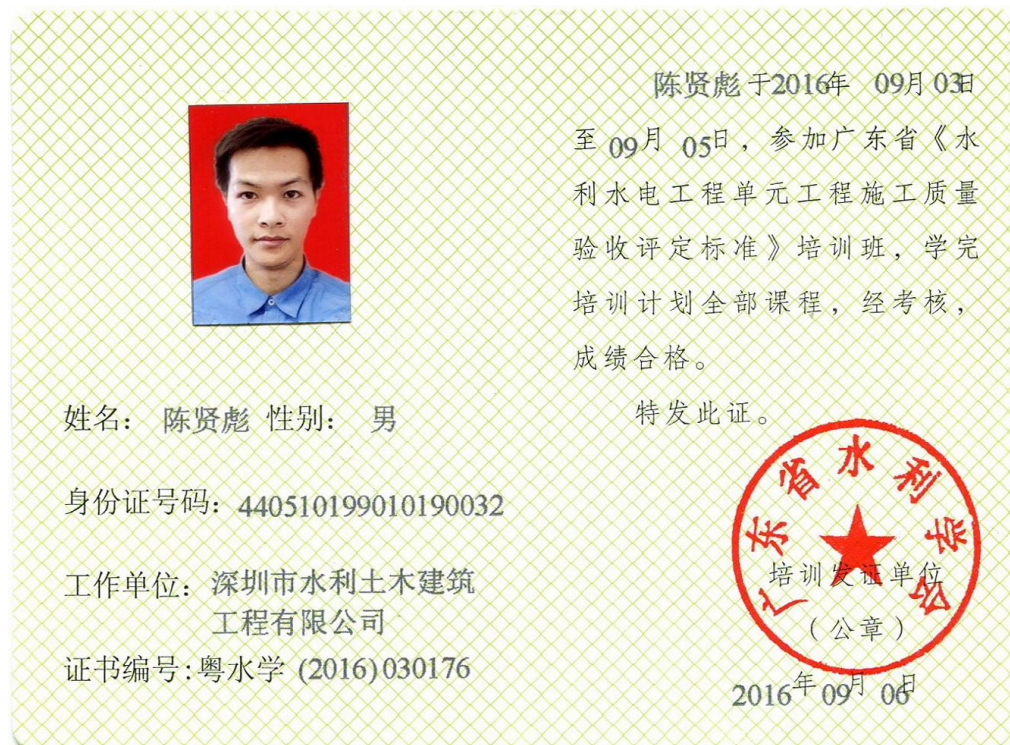 姓名： 陈贤彪 性别： 男
身份证号码：440510199010190032
工作单位：深圳市水利土木建筑
工程有限公司
证书编号:粤水学 (2016)030176
陈贤彪于2016年 09月03日
至09月 05日，参加广东省《水
利水电工程单元工程施工质量
验收评定标准》培训班，学完
培训计划全部课程，经考核，
成绩合格。
特发此证。
广东省水利学会
培训发证单位
（公章）
2016年09月 06日